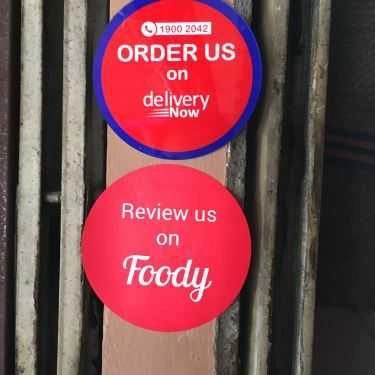 1900 2042
ORDER US
on
delivery
Now
Review us
on
Foody